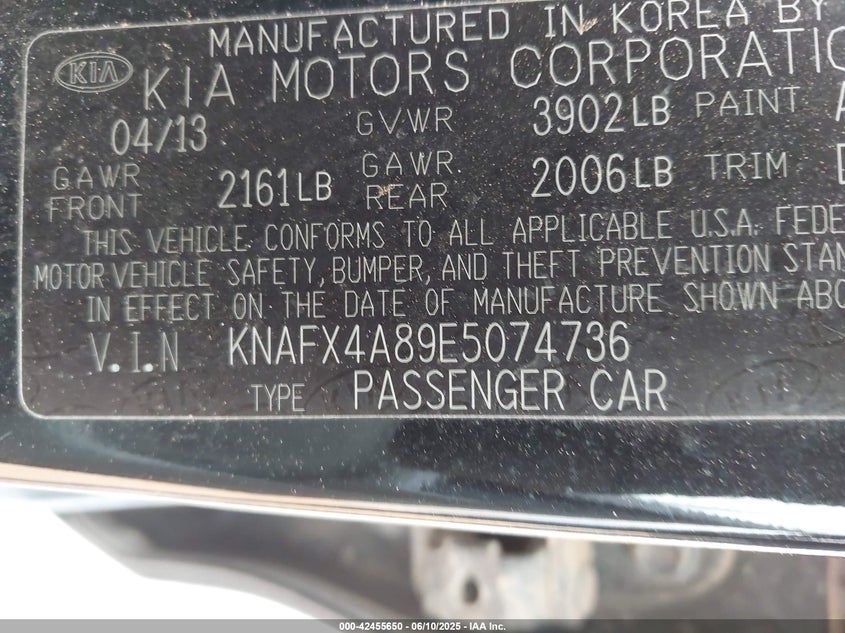 MANUFACTURED IN KOREA BY
KIA KIA MOTORS CORPORATIO
04/13 GVWR 3902LB PAINT A
GAWR FRONT 2161LB GAWR REAR 2006LB TRIM
THIS VEHICLE CONFORMS TO ALL APPLICABLE U.S.A. FEDE
MOTOR VEHICLE SAFETY, BUMPER, AND THEFT PREVENTION STAN
IN EFFECT ON THE DATE OF MANUFACTURE SHOWN ABO
V.I.N KNAFX4A89E5074736
TYPE PASSENGER CAR
000-42455650 - 06/10/2025 - IAA Inc.